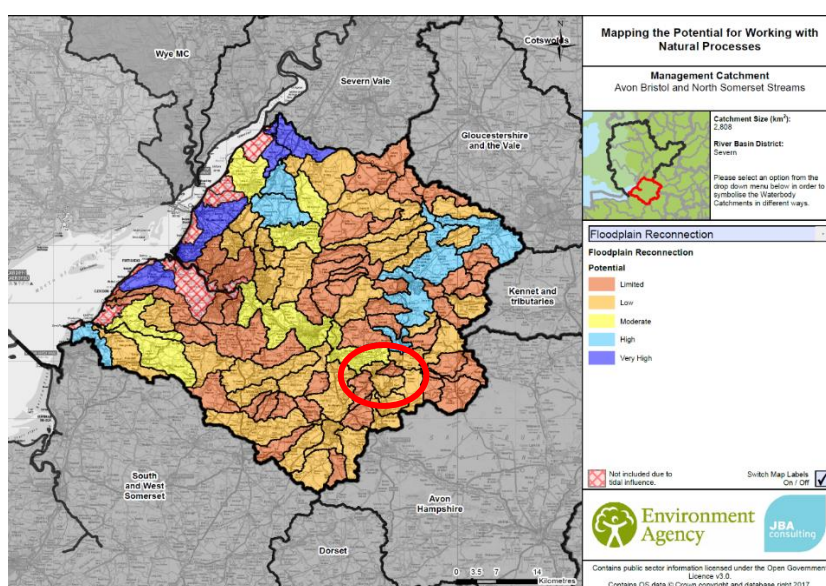 Wye MC
Cotswolds
N
Severn Vale
Gloucestershire
and the Vale
Kennet and
tributaries
South
and West
Somerset
Avon
Hampshire
Dorset
0 3.5 7 14
Kilometres
Mapping the Potential for Working with
Natural Processes
Management Catchment
Avon Bristol and North Somerset Streams
Catchment Size (km²):
2,808
River Basin District:
Severn
Please select an option from the
drop down menu below in order to
symbolise the Waterbody
Catchments in different ways.
Floodplain Reconnection
Floodplain Reconnection
Potential
Limited
Low
Moderate
High
Very High
Not included due to
tidal influence.
Switch Map Labels
On / Off
Environment
Agency
JBA
consulting
Contains public sector information licensed under the Open Government
Licence v3.0.
Contains OS data © Crown copyright and database right 2017